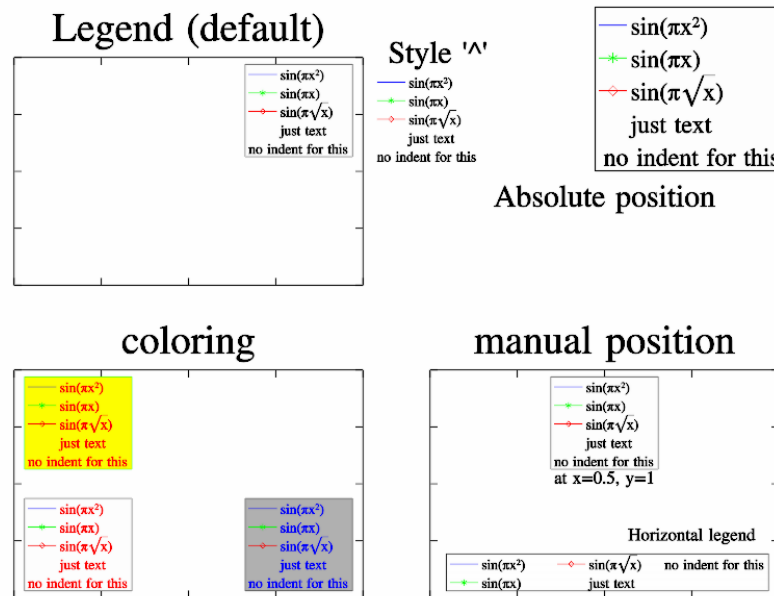 Legend (default)
sin(πx²)
sin(πx)
sin(π√x)
just text
no indent for this
Style '^'
sin(πx²)
sin(πx)
sin(π√x)
just text
no indent for this
sin(πx²)
sin(πx)
sin(π√x)
just text
no indent for this
Absolute position
coloring
sin(πx²)
sin(πx)
sin(π√x)
just text
no indent for this
sin(πx²)
sin(πx)
sin(π√x)
just text
no indent for this
sin(πx²)
sin(πx)
sin(π√x)
just text
no indent for this
manual position
sin(πx²)
sin(πx)
sin(π√x)
just text
no indent for this
at x=0.5, y=1
Horizontal legend
sin(πx²) sin(π√x) no indent for this
sin(πx) just text